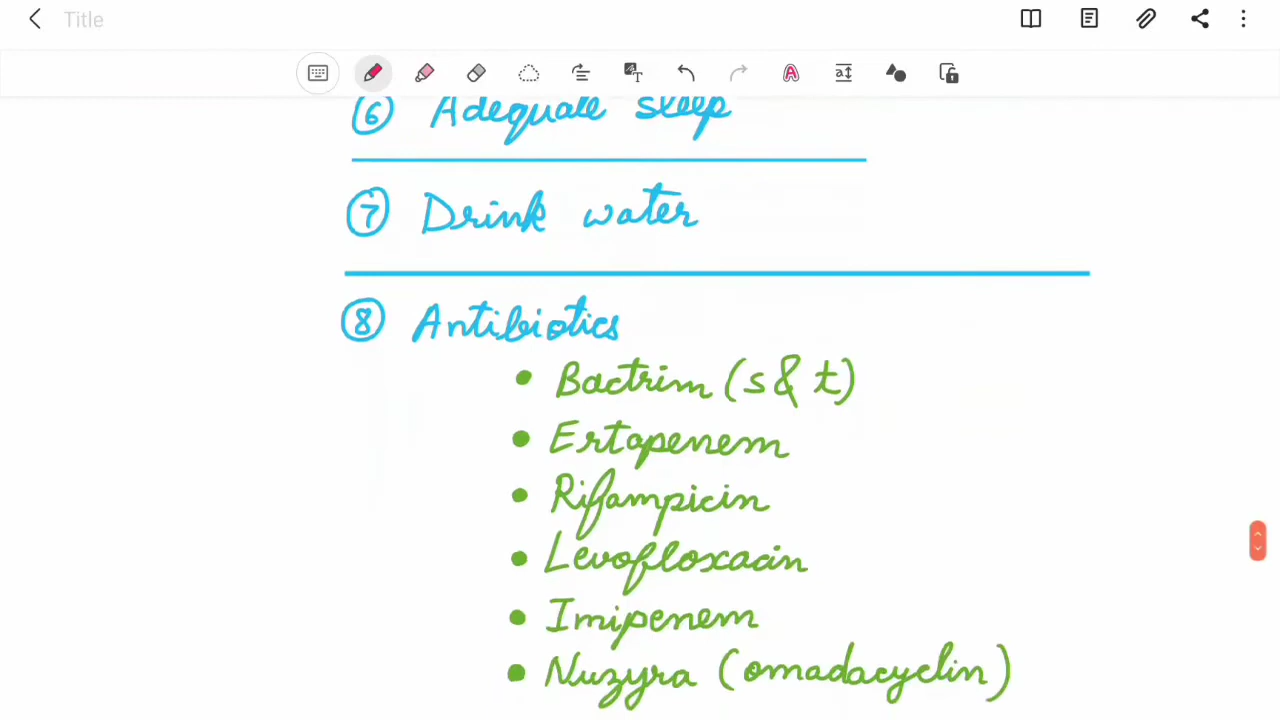 Title
⑥ Adequate sleep
⑦ Drink water
⑧ Antibiotics
• Bactrim (s & t)
• Ertapenem
• Rifampicin
• Levofloxacin
• Imipenem
• Nuzyra (omadacyclin)